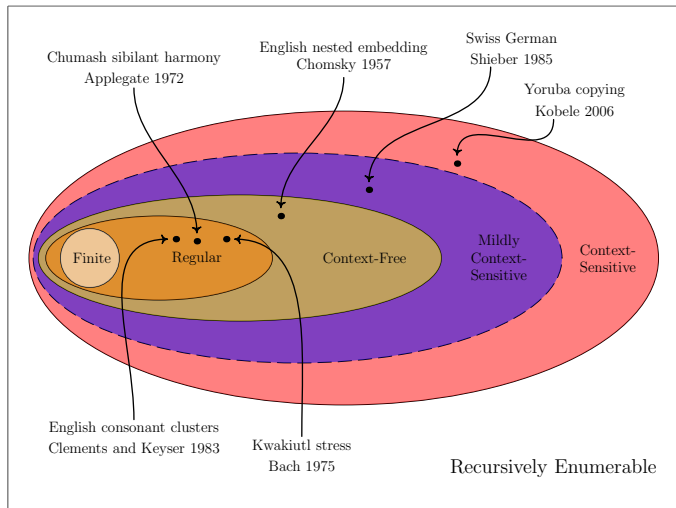 Swiss German
Shieber 1985
English nested embedding
Chomsky 1957
Chumash sibilant harmony
Applegate 1972
Yoruba copying
Kobele 2006
Finite
Regular
Context-Free
Mildly
Context-
Sensitive
Context-
Sensitive
English consonant clusters
Clements and Keyser 1983
Kwakiutl stress
Bach 1975
Recursively Enumerable